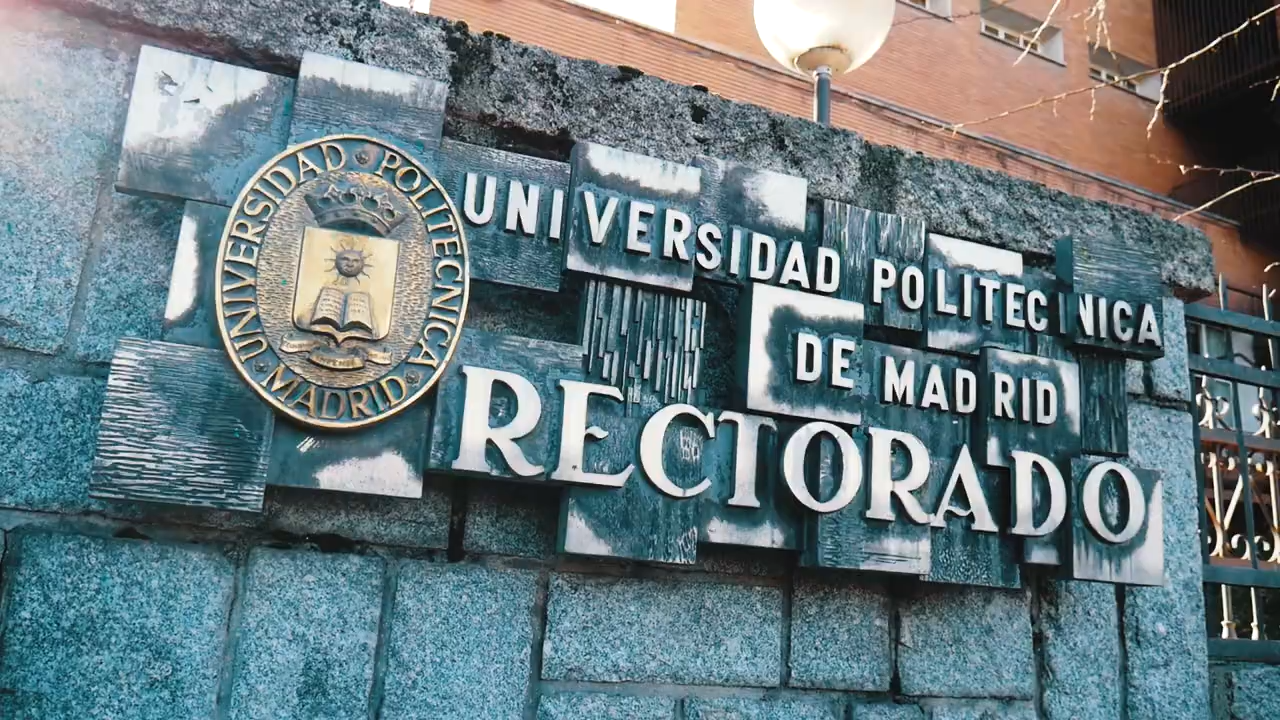 UNIVERSIDAD POLITECNICA
MADRID
UNIVERSIDAD POLITECNICA
DE MADRID
RECTORADO